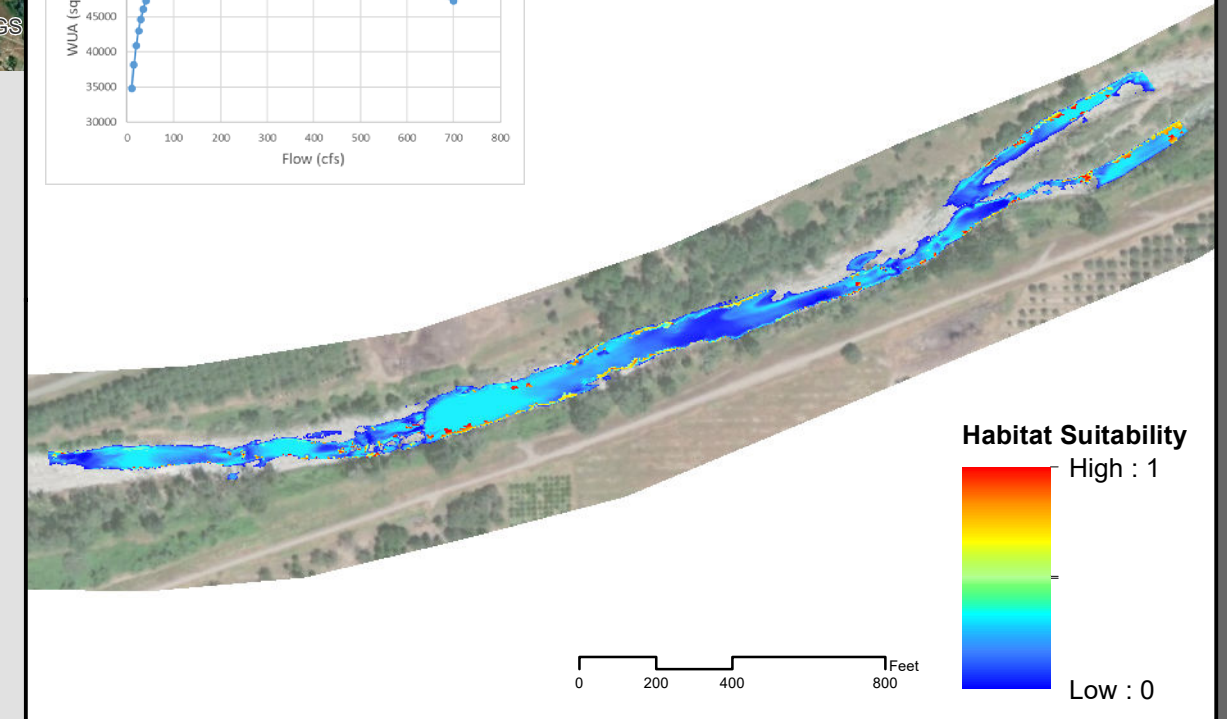 GS
WUA (sq
45000
40000
35000
30000
0 100 200 300 400 500 600 700 800
Flow (cfs)
Habitat Suitability
High : 1
Low : 0
Feet
0 200 400 800